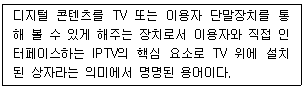 디지털 콘텐츠를 TV 또는 이용자 단말장치를 통
해 볼 수 있게 해주는 장치로서 이용자와 직접 인
터페이스하는 IPTV의 핵심 요소로 TV 위에 설치
된 상자라는 의미에서 명명된 용어이다.